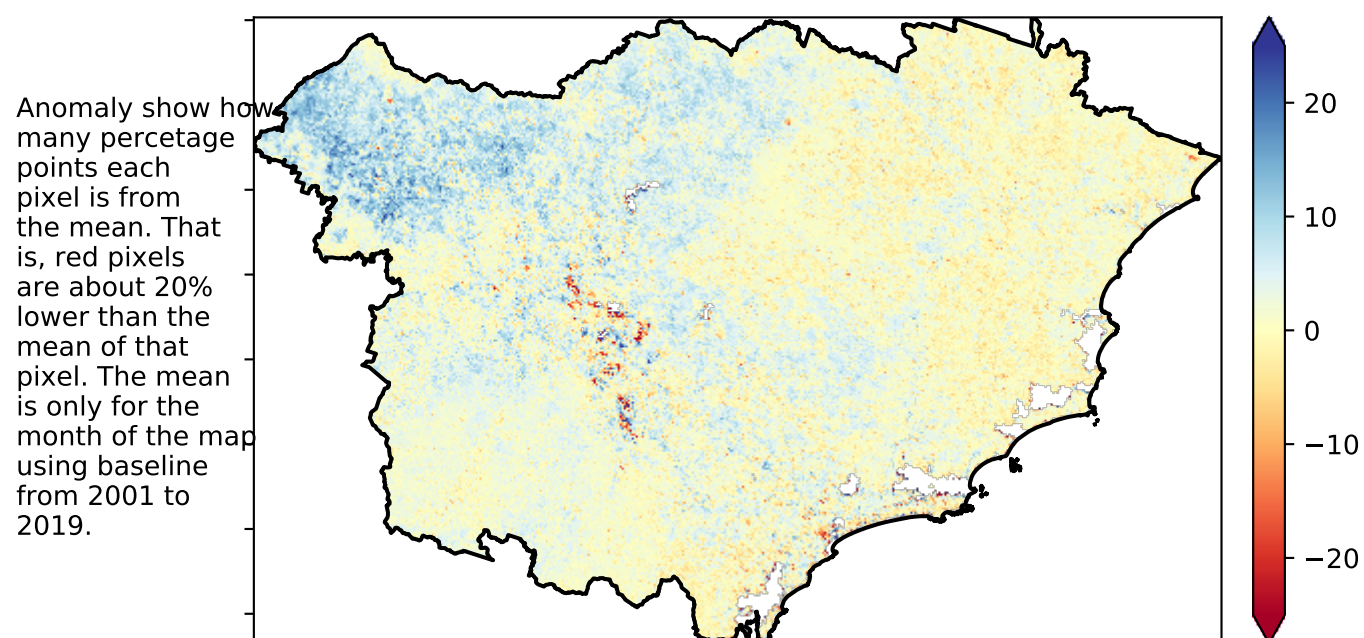 Anomaly show how
many percetage
points each
pixel is from
the mean. That
is, red pixels
are about 20%
lower than the
mean of that
pixel. The mean
is only for the
month of the map
using baseline
from 2001 to
2019.
20
10
0
−10
−20